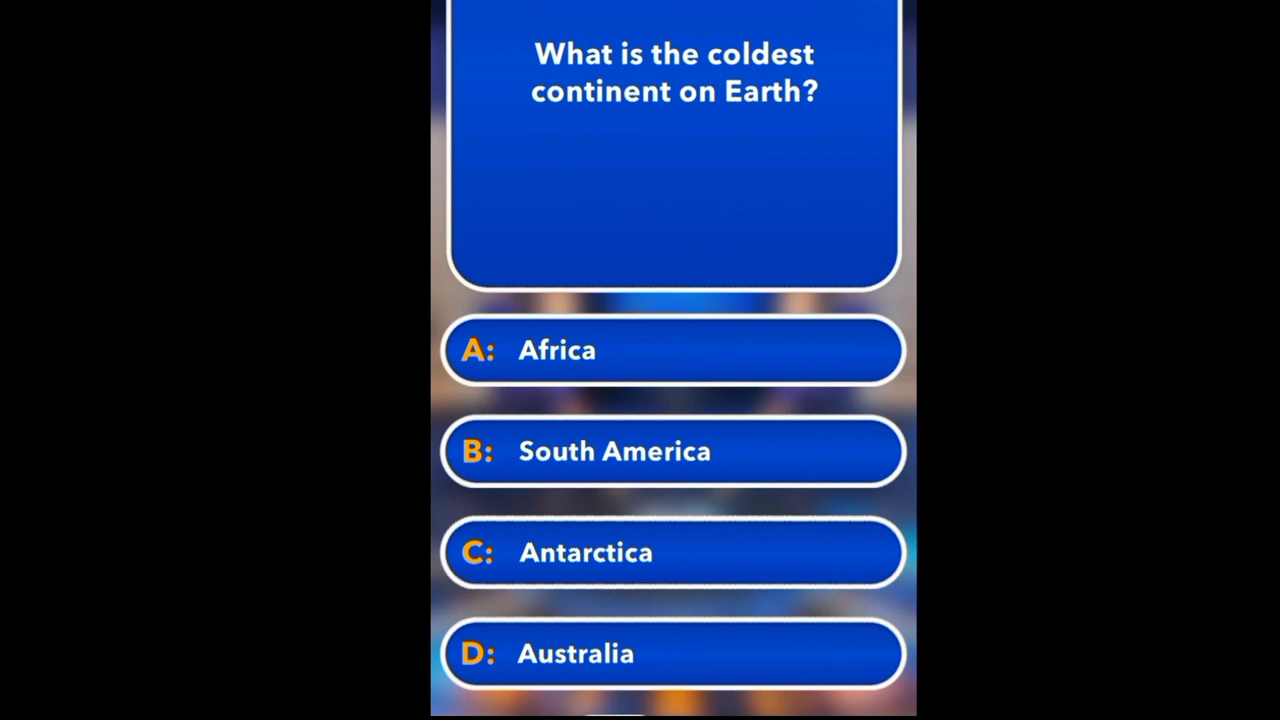 What is the coldest
continent on Earth?
A: Africa
B: South America
C: Antarctica
D: Australia